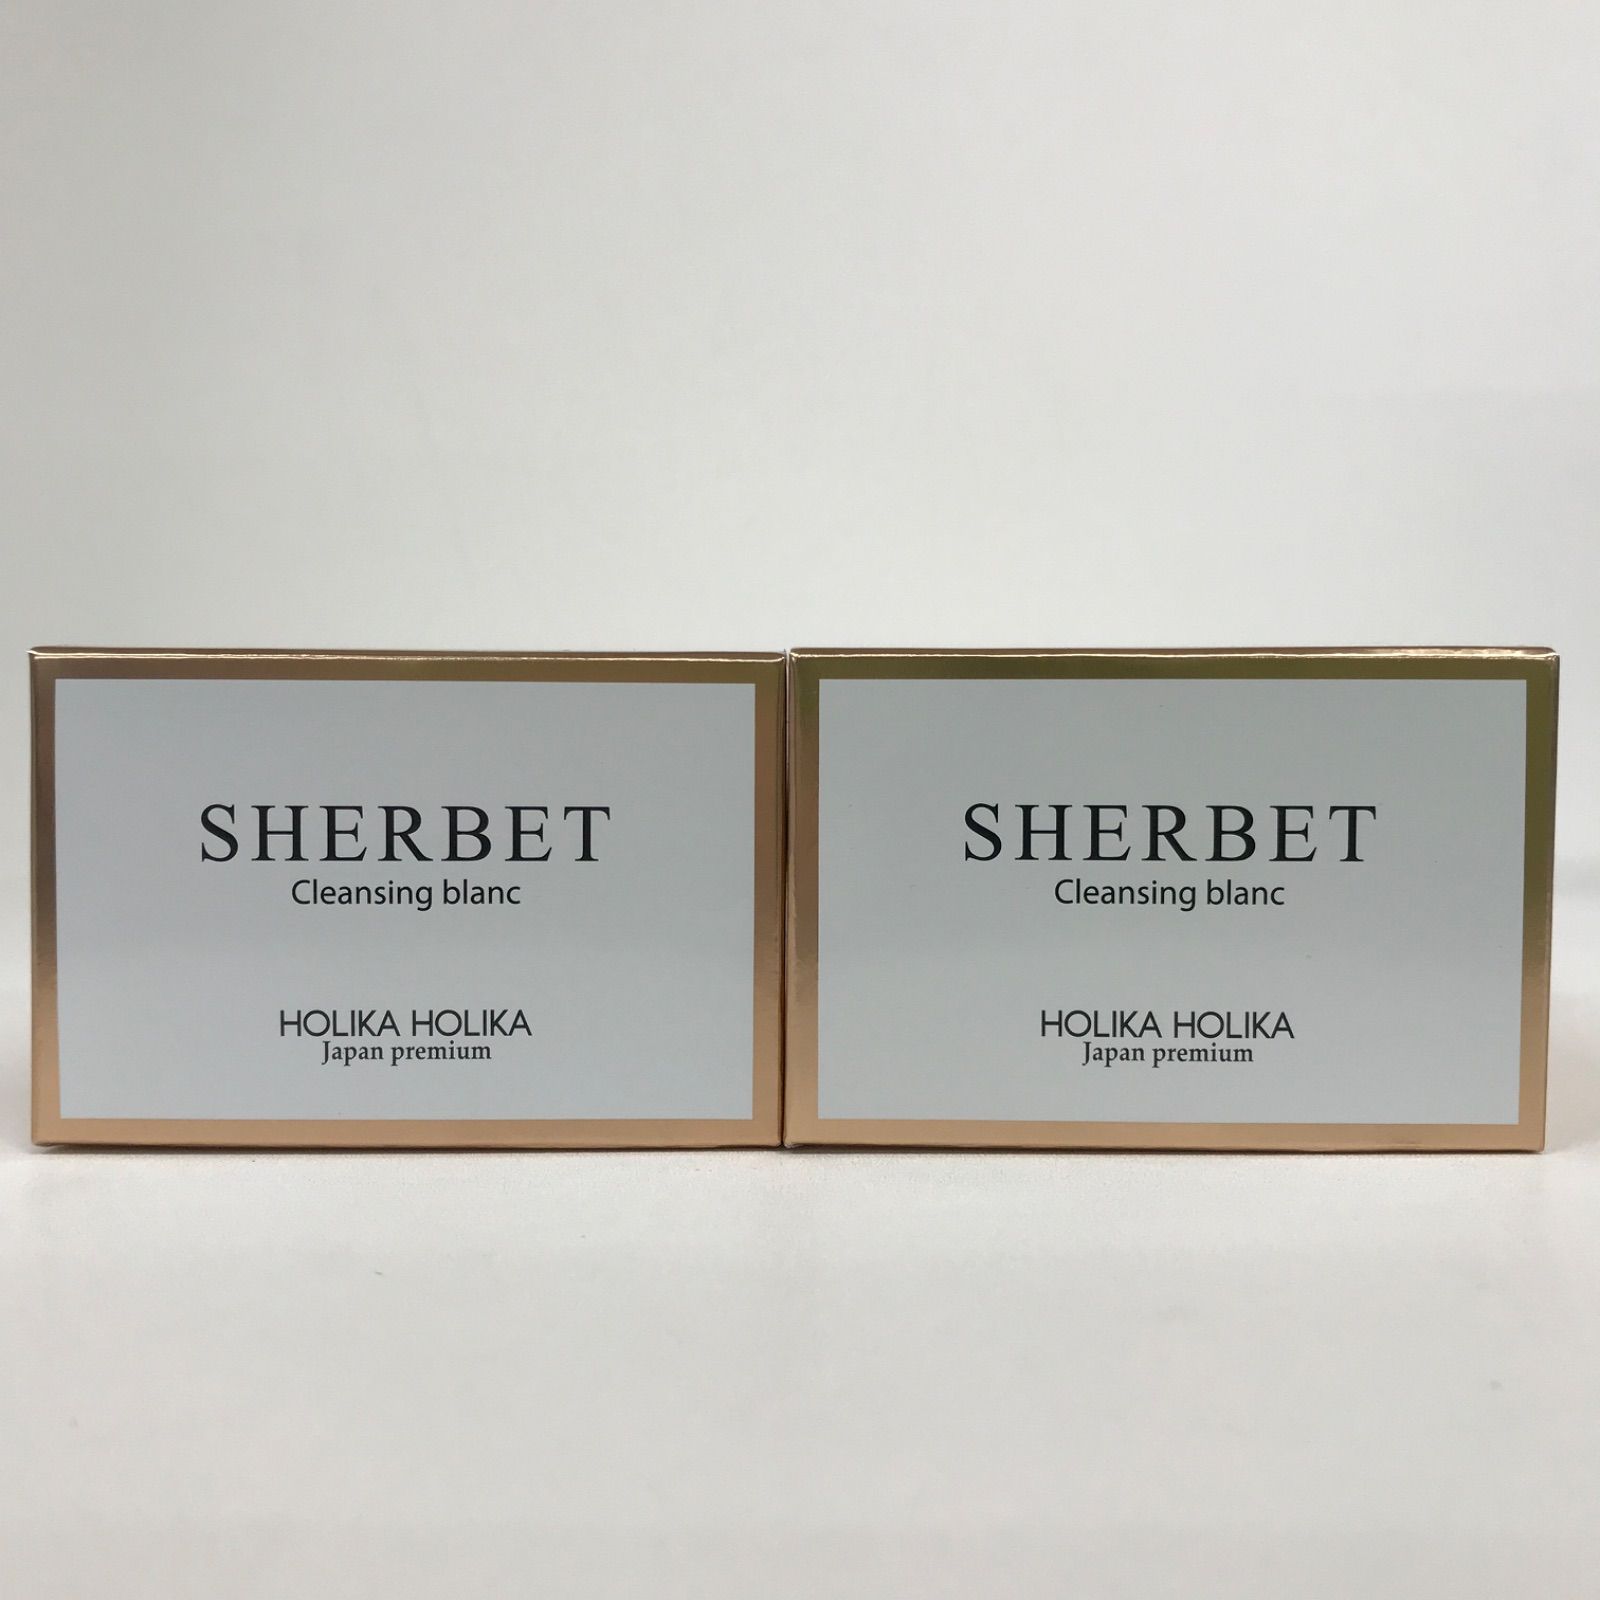 SHERBET
Cleansing blanc
HOLIKA HOLIKA
Japan premium
SHERBET
Cleansing blanc
HOLIKA HOLIKA
Japan premium